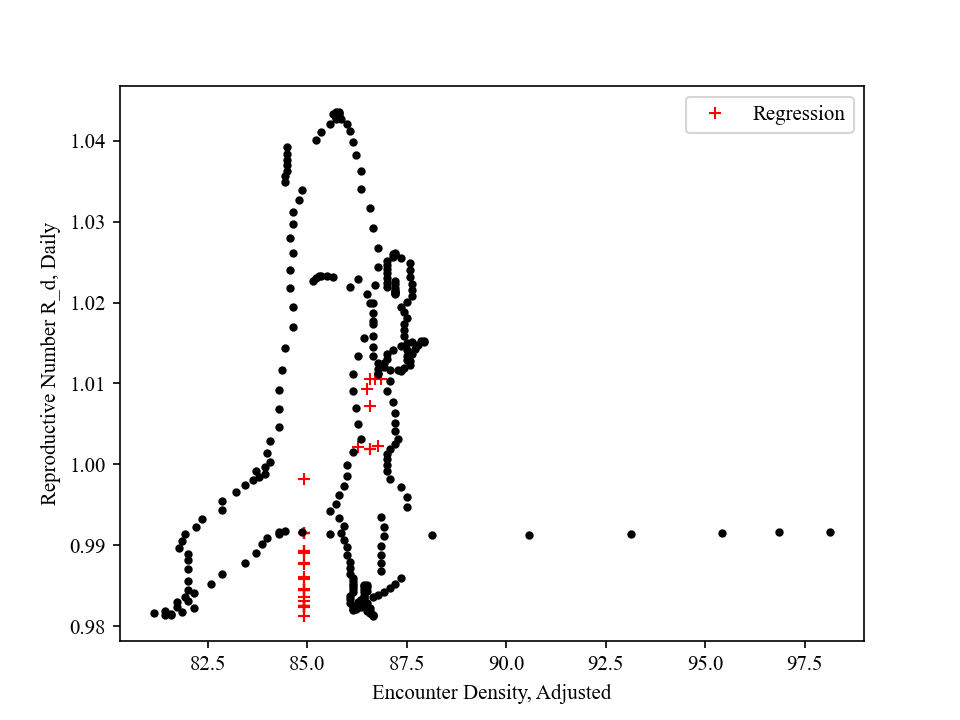 Regression
1.04
1.03
1.02
1.01
1.00
0.99
0.98
Reproductive Number R_d, Daily
82.5 85.0 87.5 90.0 92.5 95.0 97.5
Encounter Density, Adjusted